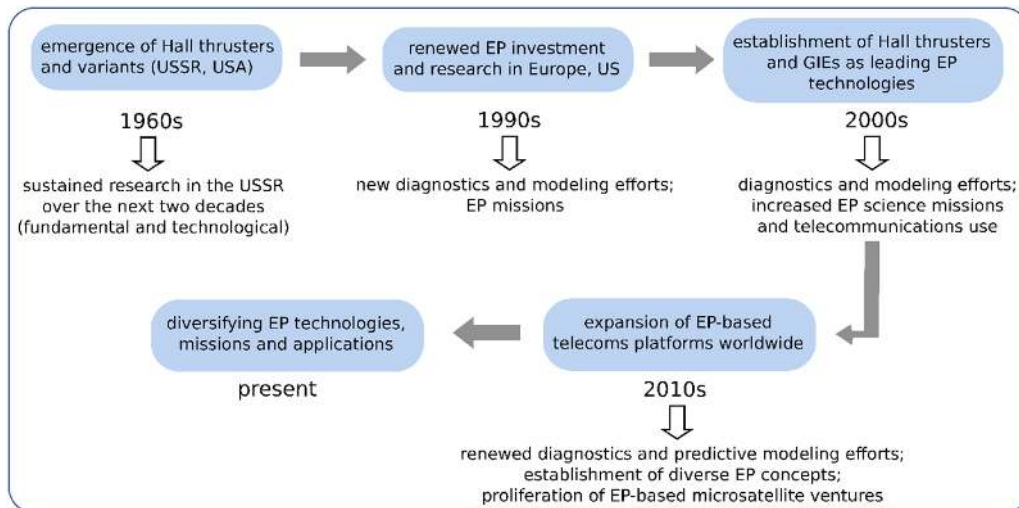 emergence of Hall thrusters
and variants (USSR, USA)
1960s
sustained research in the USSR
over the next two decades
(fundamental and technological)
renewed EP investment
and research in Europe, US
1990s
new diagnostics and modeling efforts;
EP missions
establishment of Hall thrusters
and GIEs as leading EP
technologies
2000s
diagnostics and modeling efforts;
increased EP science missions
and telecommunications use
expansion of EP-based
telecoms platforms worldwide
2010s
renewed diagnostics and predictive modeling efforts;
establishment of diverse EP concepts;
proliferation of EP-based microsatellite ventures
diversifying EP technologies,
missions and applications
present